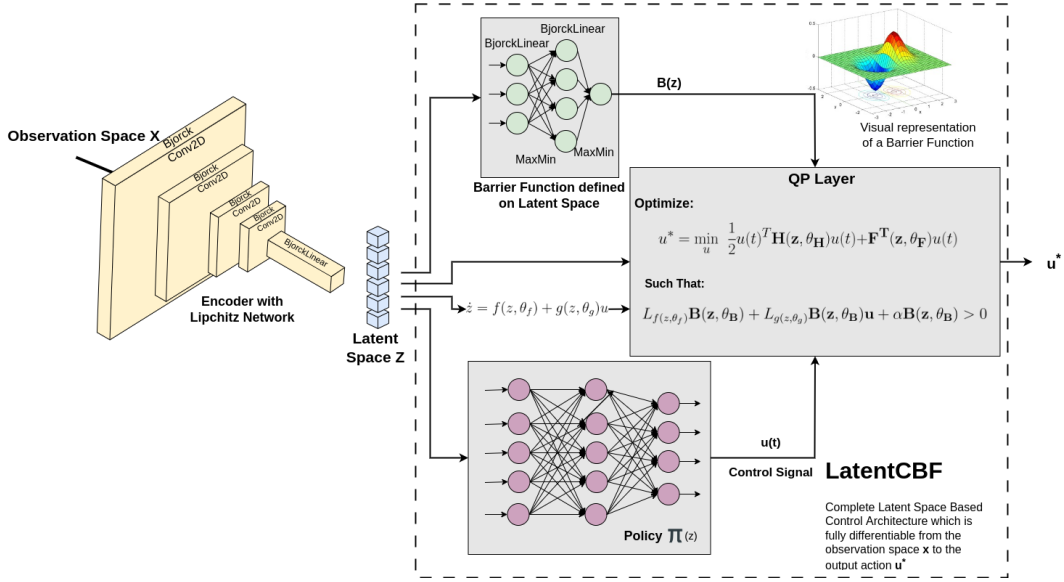 Observation Space X
Bjorck
Conv2D
Bjorck
Conv2D
Bjorck
Conv2D
Bjorck
Conv2D
BjorckLinear
Encoder with
Lipchitz Network
Latent
Space Z
BjorckLinear
BjorckLinear
MaxMin
MaxMin
Barrier Function defined
on Latent Space
B(z)
Visual representation
of a Barrier Function
QP Layer
Optimize:
u* = min_u 1/2 u(t)^T H(z, θ_H)u(t)+F^T(z, θ_F)u(t)
Such That:
L_{f(z,θ_f)}B(z, θ_B) + L_{g(z,θ_g)}B(z, θ_B)u + αB(z, θ_B) > 0
u*
ż = f(z, θ_f) + g(z, θ_g)u
Policy π(z)
u(t)
Control Signal
LatentCBF
Complete Latent Space Based
Control Architecture which is
fully differentiable from the
observation space x to the
output action u*